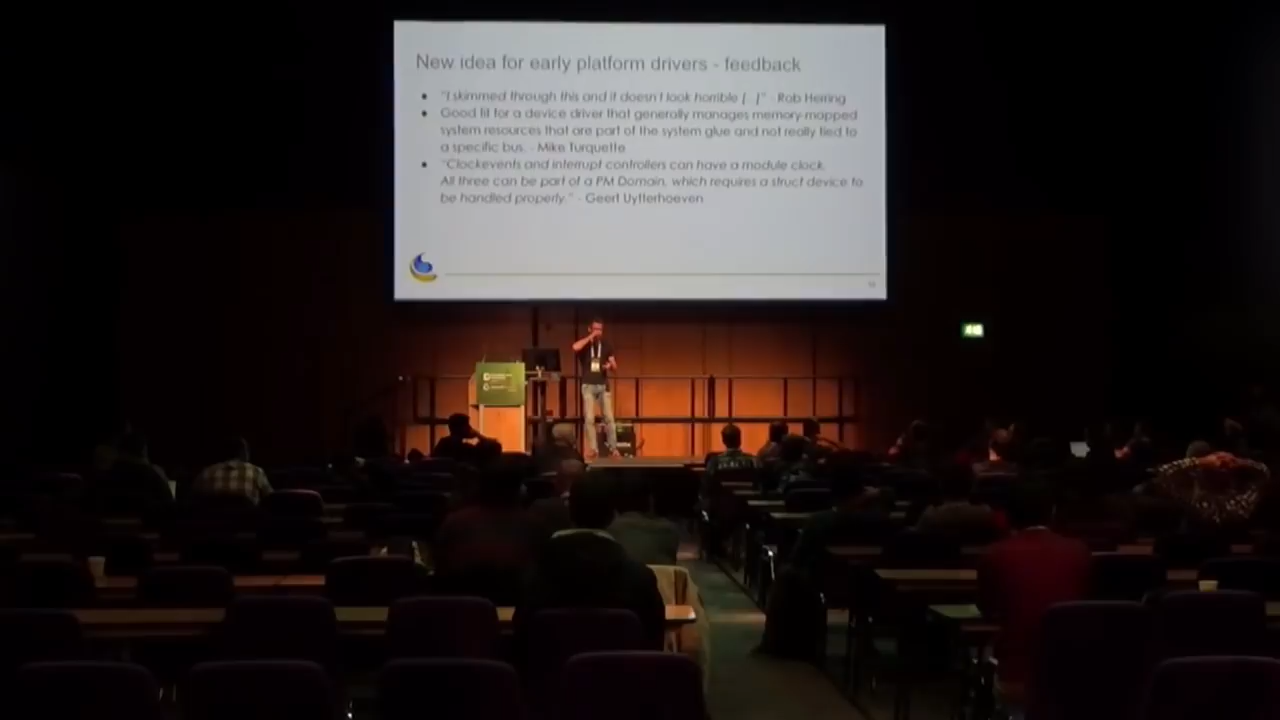 New idea for early platform drivers - feedback
"I skimmed through this and it doesn't look horrible [...]" - Rob Herring
Good fit for a device driver that generally manages memory-mapped
system resources that are part of the system glue and not really tied to
a specific bus. - Mike Turquette
"Clockevents and interrupt controllers can have a module clock.
All three can be part of a PM Domain, which requires a struct device to
be handled properly." - Geert Uytterhoeven